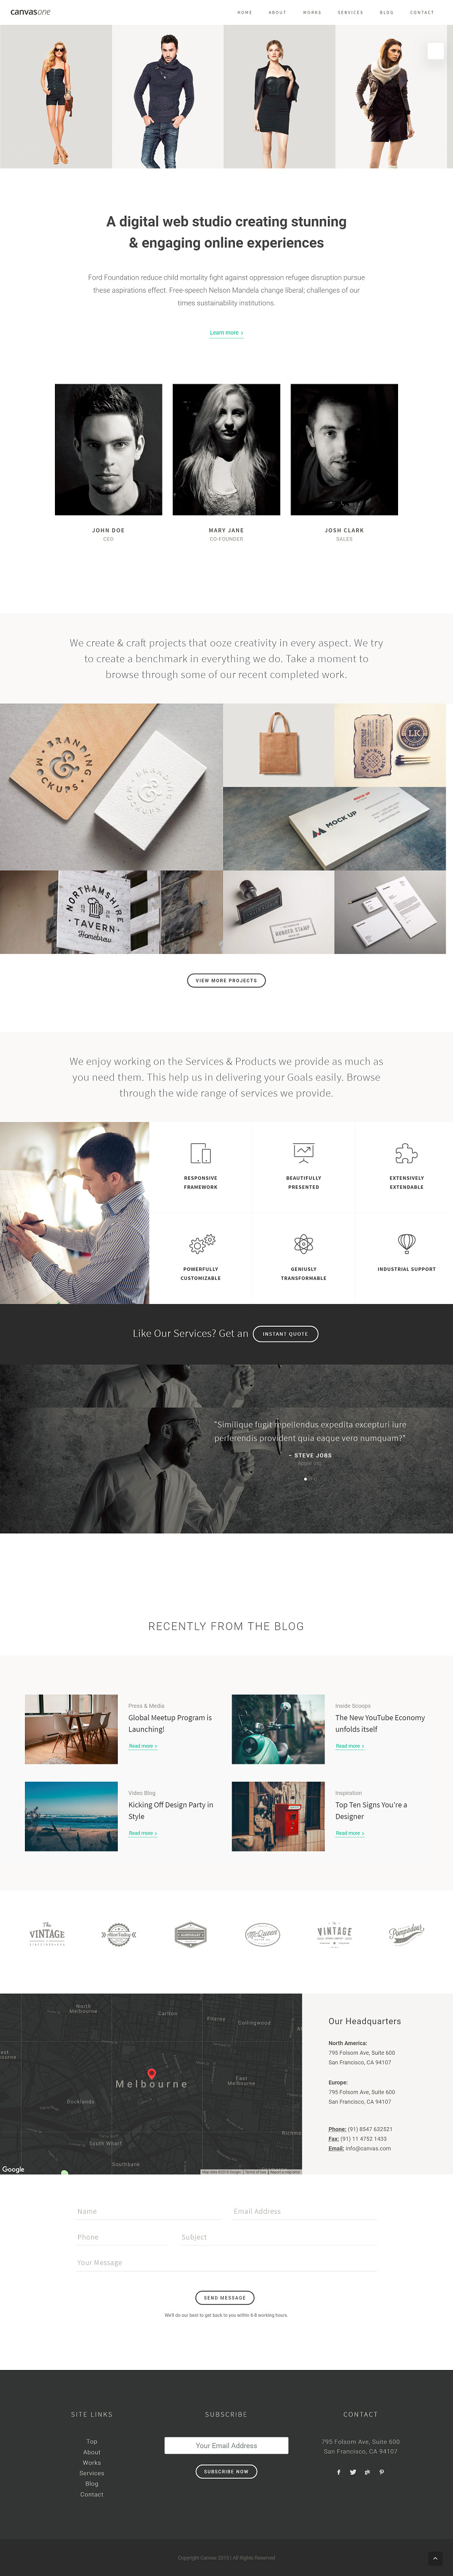 canvasone
HOME ABOUT WORKS SERVICES BLOG CONTACT
A digital web studio creating stunning
& engaging online experiences
Ford Foundation reduce child mortality fight against oppression refugee disruption pursue
these aspirations effect. Free-speech Nelson Mandela change liberal; challenges of our
times sustainability institutions.
Learn more >
JOHN DOE
CEO
MARY JANE
CO-FOUNDER
JOSH CLARK
SALES
We create & craft projects that ooze creativity in every aspect. We try
to create a benchmark in everything we do. Take a moment to
browse through some of our recent completed work.
BRANDING
&
MOCKUPS
BRANDING
&
MOCKUPS
LK
MOCK UP
NORTHAMSHIRE
TAVERN
Homebrew
RUBBER STAMP
VIEW MORE PROJECTS
We enjoy working on the Services & Products we provide as much as
you need them. This help us in delivering your Goals easily. Browse
through the wide range of services we provide.
RESPONSIVE
FRAMEWORK
BEAUTIFULLY
PRESENTED
EXTENSIVELY
EXTENDABLE
POWERFULLY
CUSTOMIZABLE
GENIUSLY
TRANSFORMABLE
INDUSTRIAL SUPPORT
Like Our Services? Get an INSTANT QUOTE
"Similique fugit repellendus expedita excepturi iure
perferendis provident quia eaque vero numquam?"
– STEVE JOBS
Apple Inc.
RECENTLY FROM THE BLOG
Press & Media
Global Meetup Program is
Launching!
Read more >
Inside Scoops
The New YouTube Economy
unfolds itself
Read more >
Video Blog
Kicking Off Design Party in
Style
Read more >
Inspiration
Top Ten Signs You're a
Designer
Read more >
The
VINTAGE
McQueen
VINTAGE
Pompadour
North
Melbourne
Carlton
Fitzroy
Collingwood
Melbourne
East
Melbourne
Docklands
South Wharf
Southbank
Google
Our Headquarters
North America:
795 Folsom Ave, Suite 600
San Francisco, CA 94107
Europe:
795 Folsom Ave, Suite 600
San Francisco, CA 94107
Phone: (91) 8547 632521
Fax: (91) 11 4752 1433
Email: info@canvas.com
Name
Email Address
Phone
Subject
Your Message
SEND MESSAGE
We'll do our best to get back to you within 6-8 working hours.
SITE LINKS
Top
About
Works
Services
Blog
Contact
SUBSCRIBE
Your Email Address
SUBSCRIBE NOW
CONTACT
795 Folsom Ave, Suite 600
San Francisco, CA 94107
Copyright Canvas 2015 | All Rights Reserved